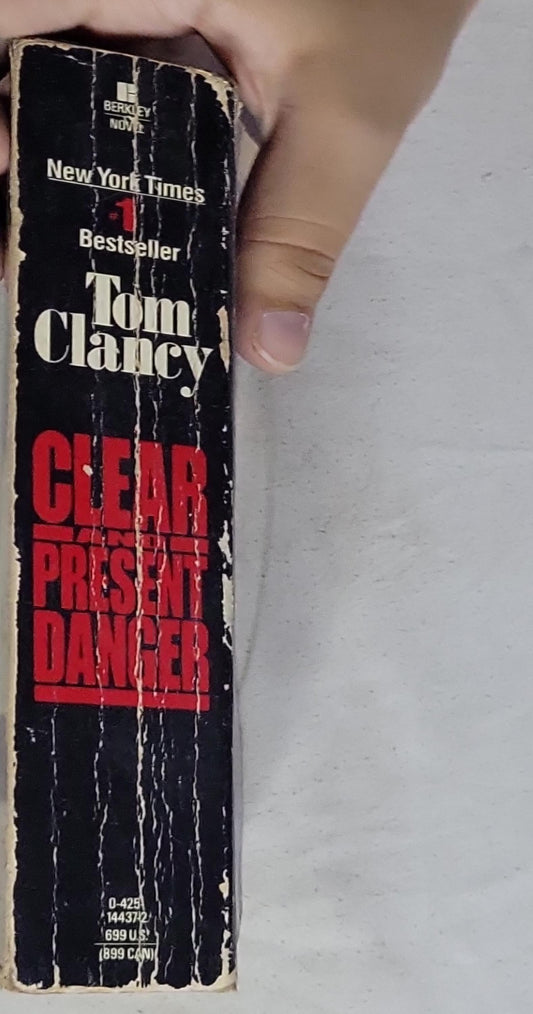 B
BERKLEY
NOVEL
New York Times
#1
Bestseller
Tom
Clancy
CLEAR
AND
PRESENT
DANGER
0-425-
14437-2
699 U.S.
(899 CAN)